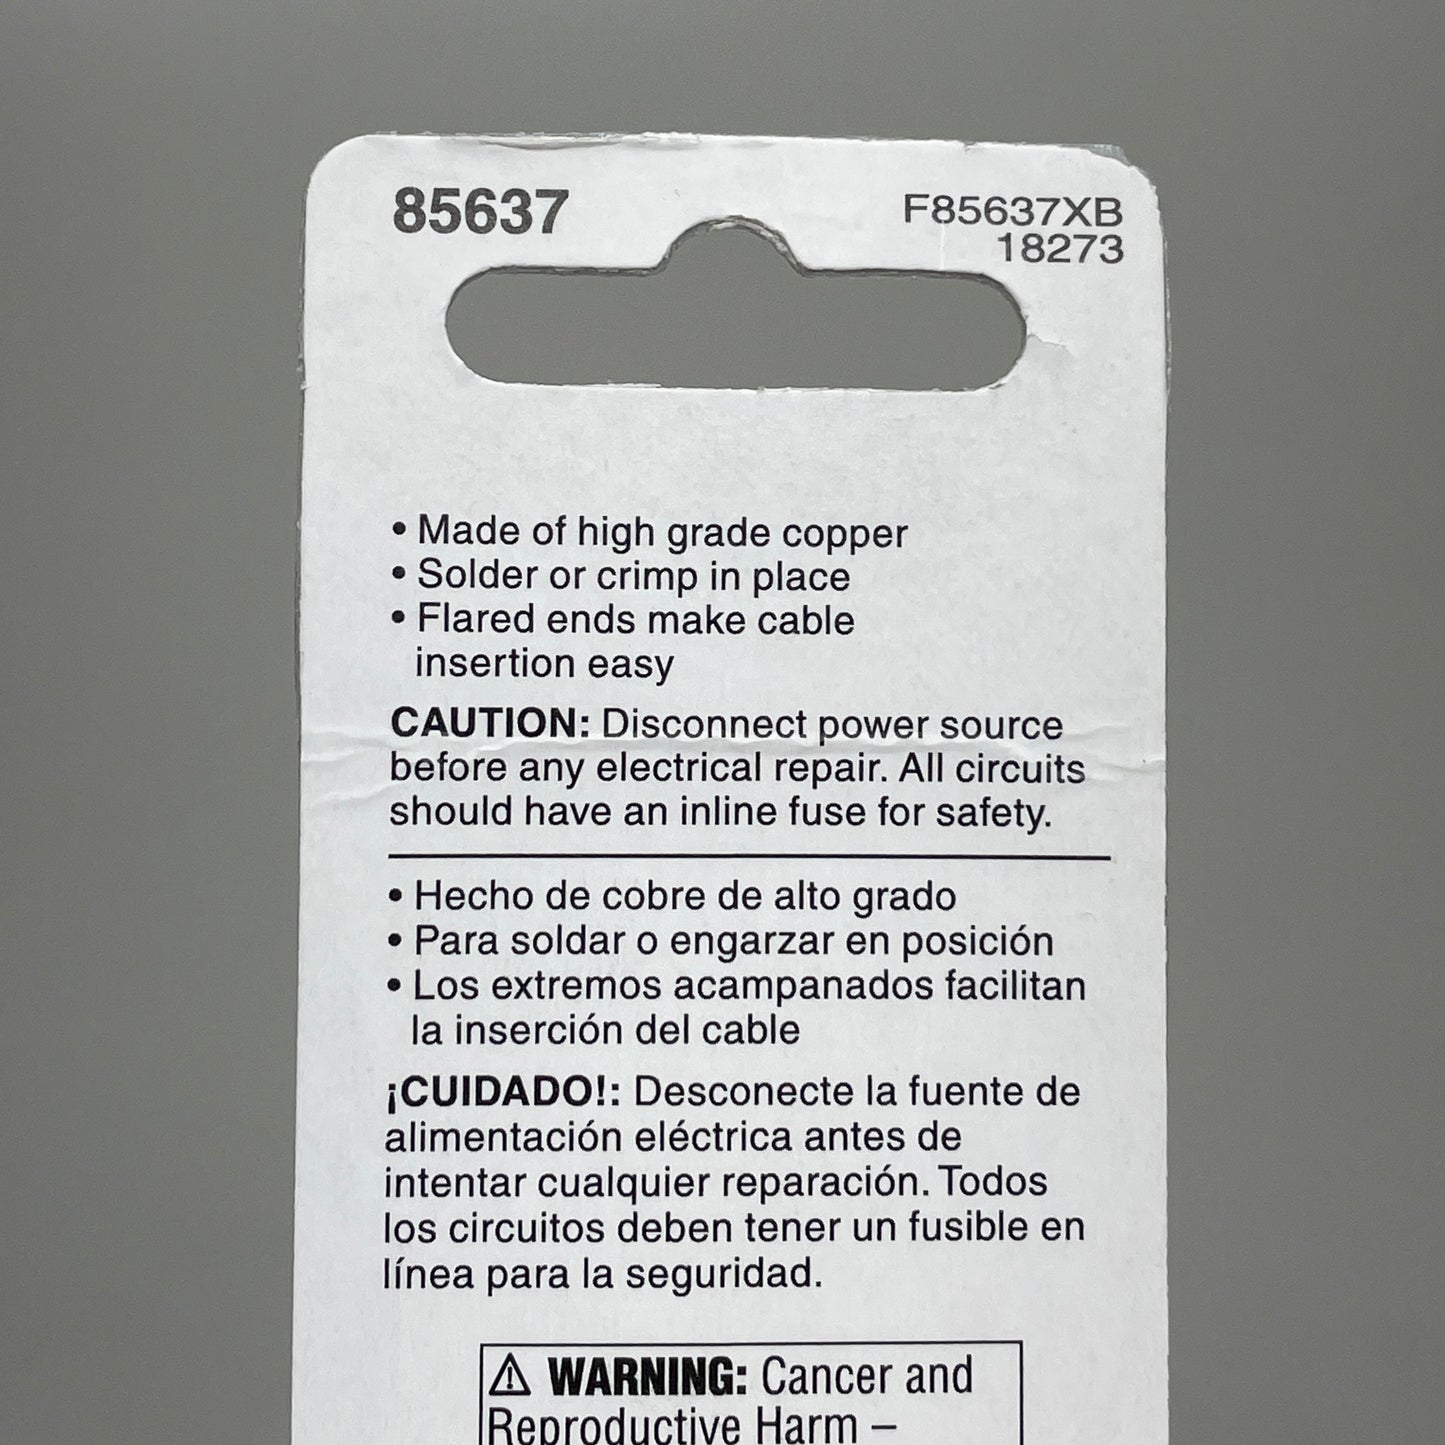 85637
F85637XB
18273
• Made of high grade copper
• Solder or crimp in place
• Flared ends make cable
insertion easy
CAUTION: Disconnect power source
before any electrical repair. All circuits
should have an inline fuse for safety.
• Hecho de cobre de alto grado
• Para soldar o engarzar en posición
• Los extremos acampanados facilitan
la inserción del cable
¡CUIDADO!: Desconecte la fuente de
alimentación eléctrica antes de
intentar cualquier reparación. Todos
los circuitos deben tener un fusible en
línea para la seguridad.
⚠ WARNING: Cancer and
Reproductive Harm –